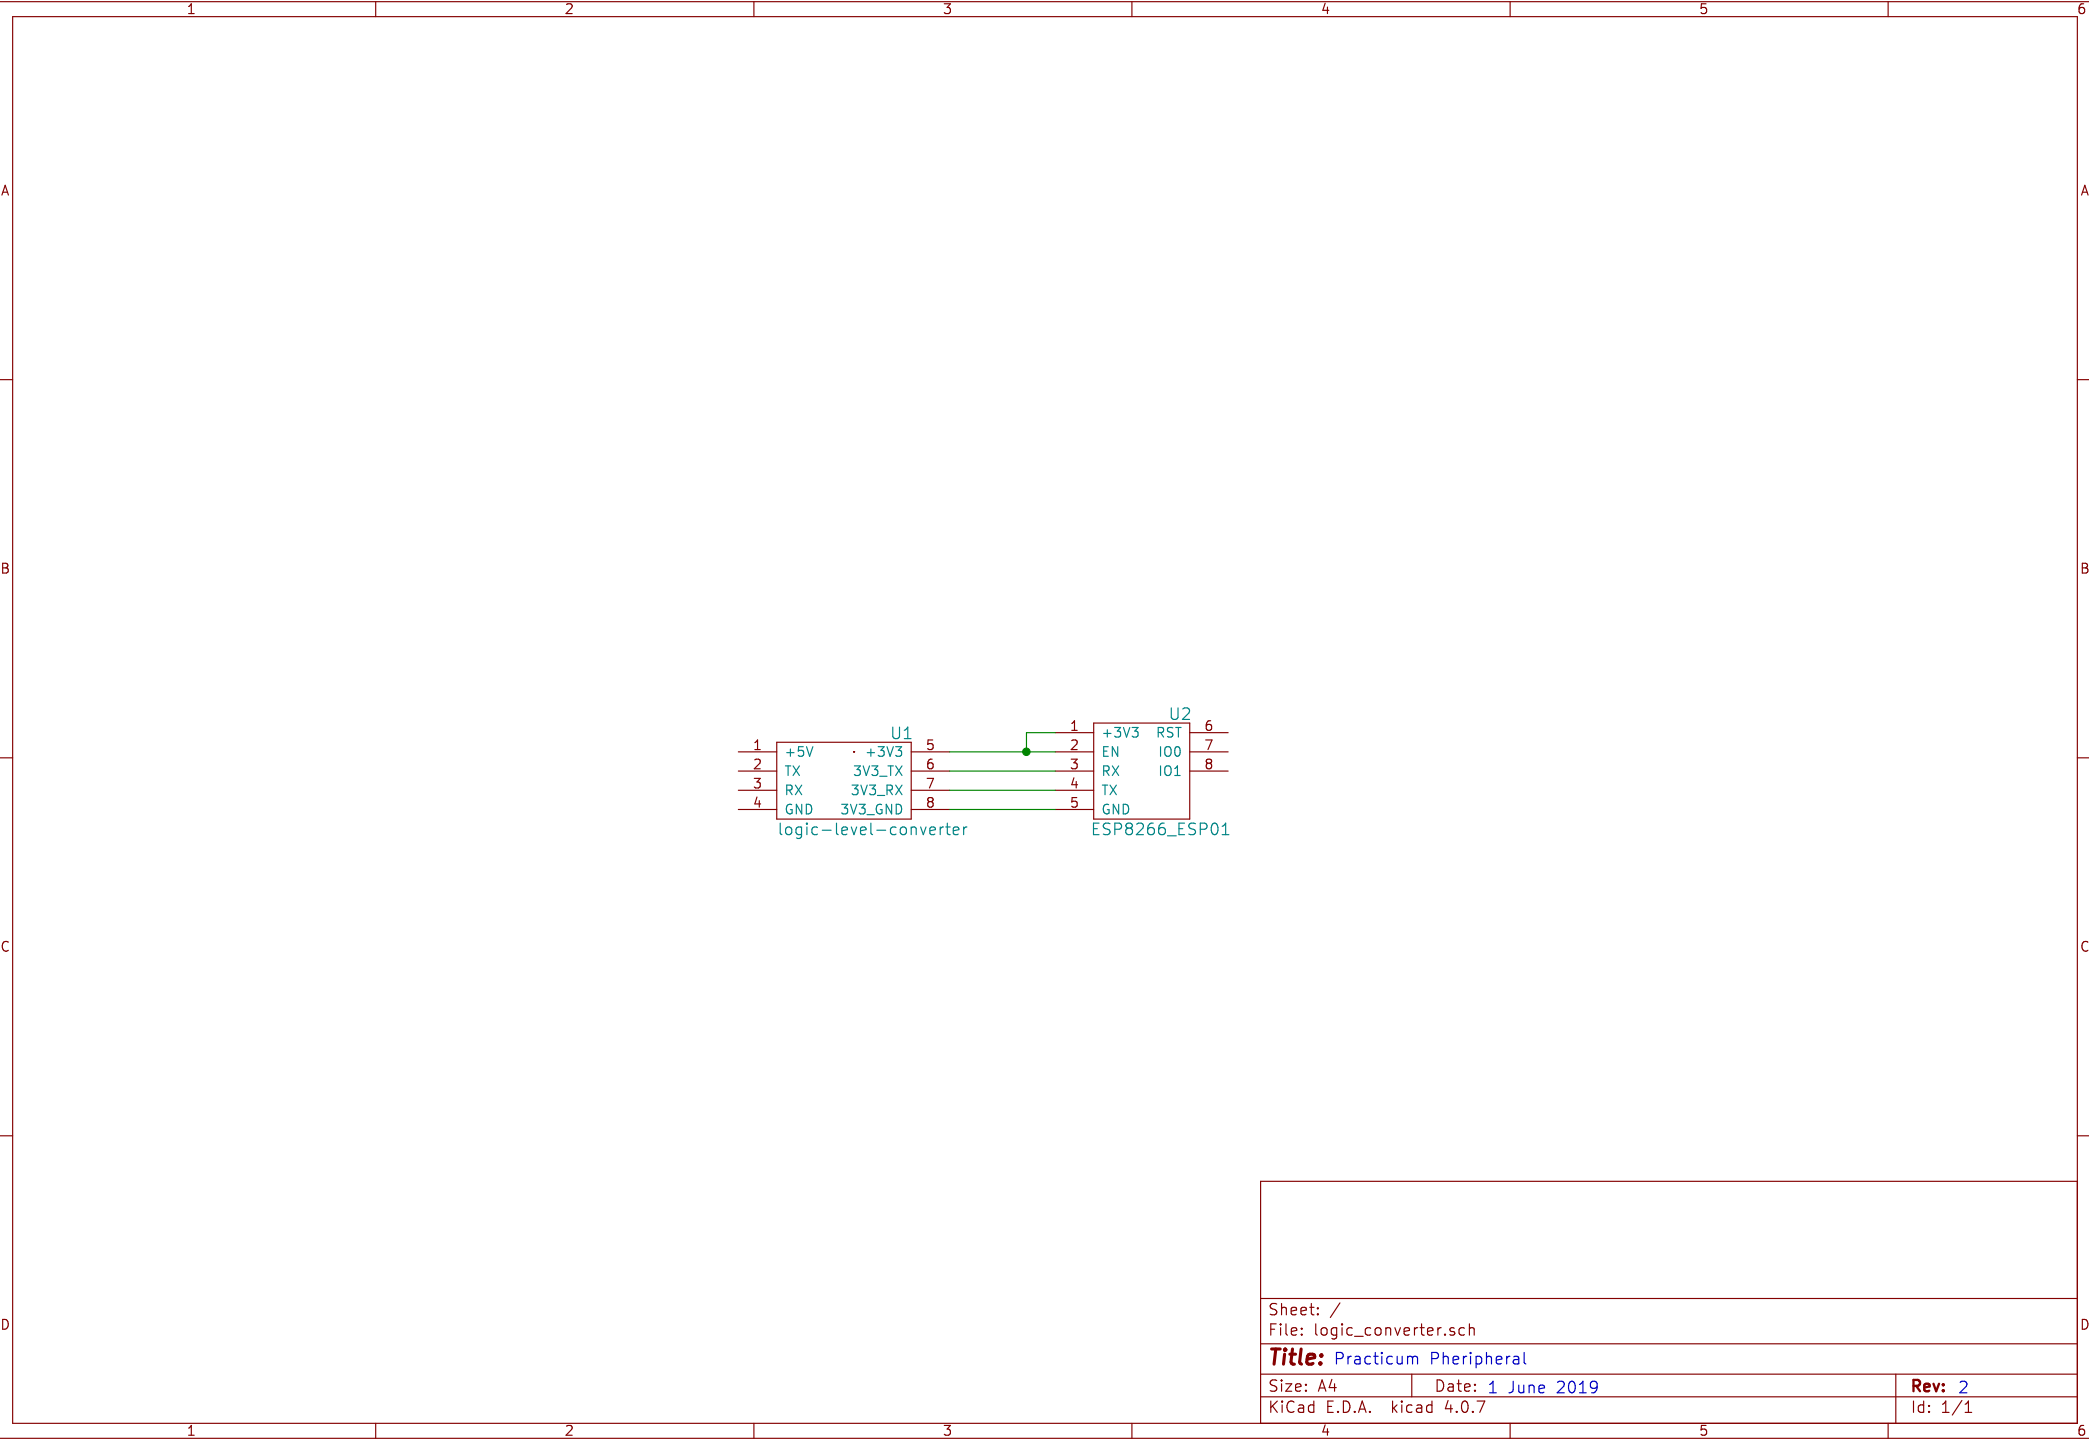 1 2 3 4 5 6
A A
B B
U2
1 +3V3 RST 6
U1
1 +5V +3V3 5
2 EN IO0 7
2 TX 3V3_TX 6
3 RX IO1 8
3 RX 3V3_RX 7
4 TX
4 GND 3V3_GND 8
5 GND
logic-level-converter
ESP8266_ESP01
C C
D D
Sheet: /
File: logic_converter.sch
Title: Practicum Pheripheral
Size: A4 Date: 1 June 2019 Rev: 2
KiCad E.D.A. kicad 4.0.7 Id: 1/1
1 2 3 4 5 6